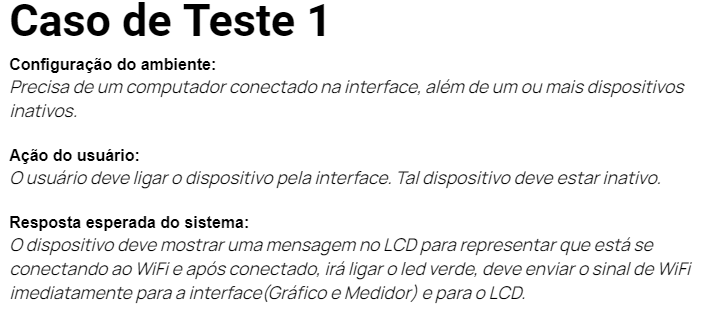 Caso de Teste 1
Configuração do ambiente:
Precisa de um computador conectado na interface, além de um ou mais dispositivos
inativos.
Ação do usuário:
O usuário deve ligar o dispositivo pela interface. Tal dispositivo deve estar inativo.
Resposta esperada do sistema:
O dispositivo deve mostrar uma mensagem no LCD para representar que está se
conectando ao WiFi e após conectado, irá ligar o led verde, deve enviar o sinal de WiFi
imediatamente para a interface(Gráfico e Medidor) e para o LCD.